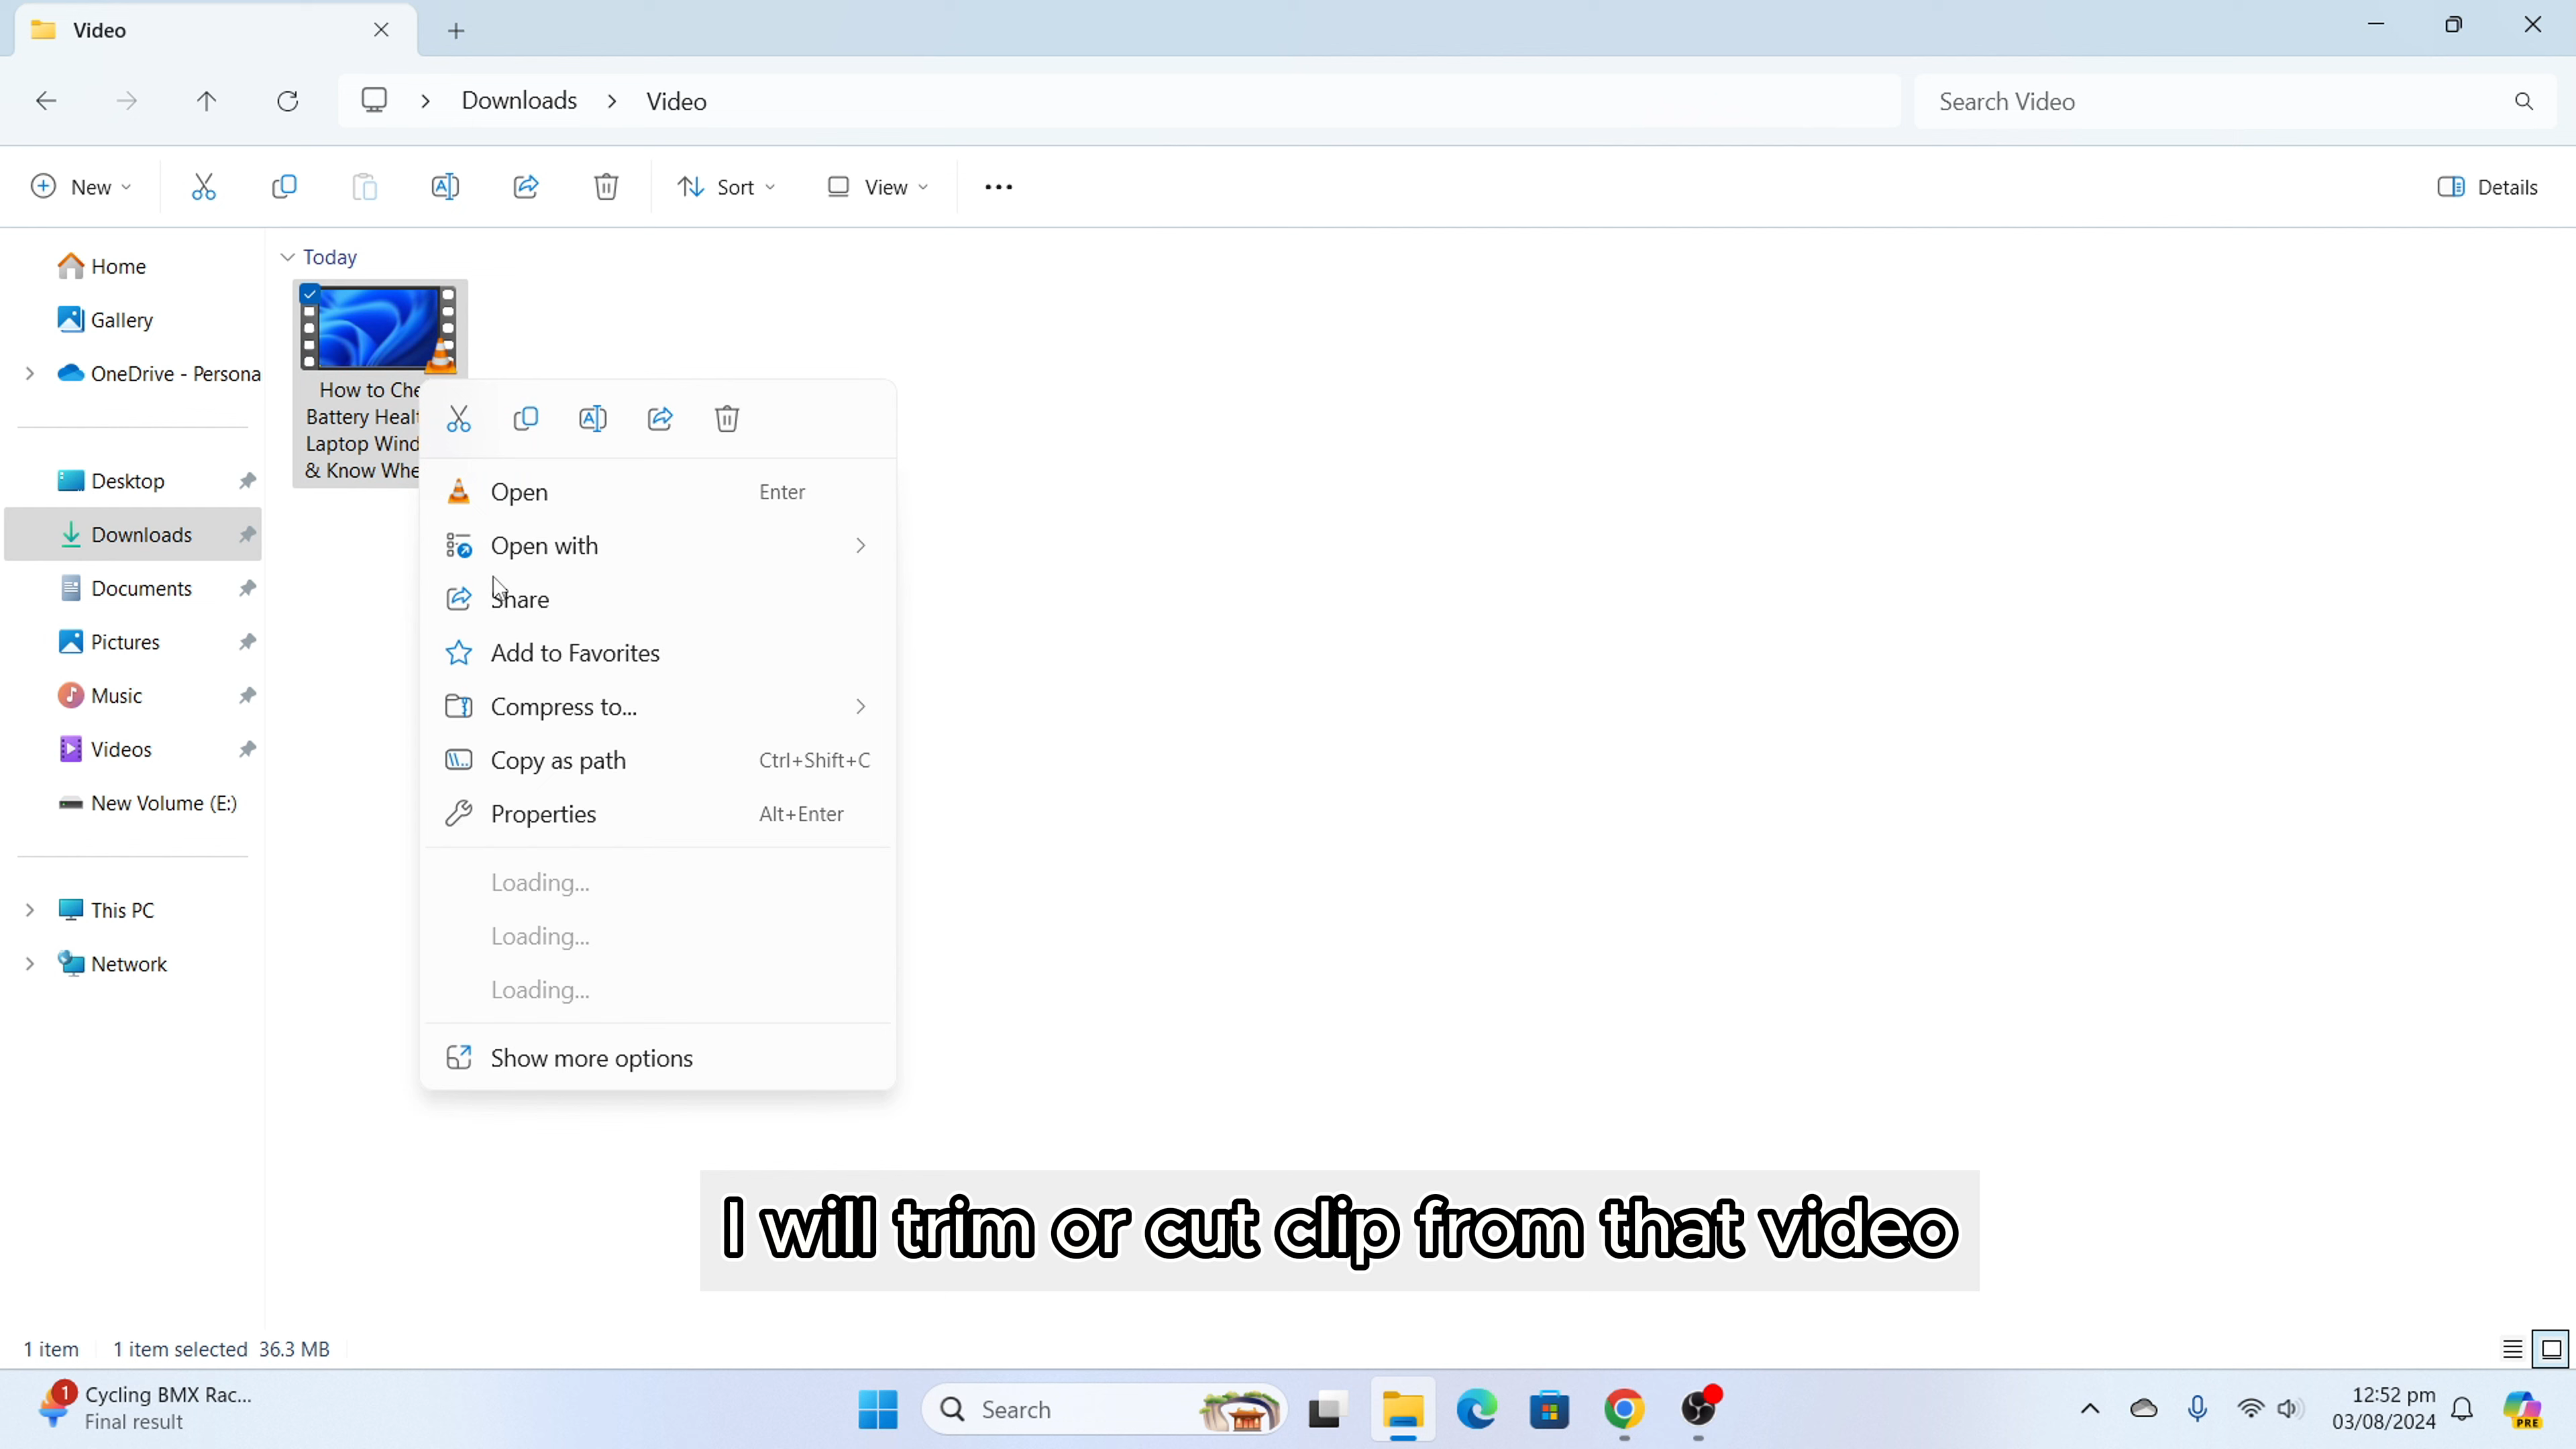 Video
Downloads
Video
Search Video
New
Sort
View
Details
Home
Gallery
OneDrive - Persona
Desktop
Downloads
Documents
Pictures
Music
Videos
New Volume (E:)
This PC
Network
Today
How to Che
Battery Healt
Laptop Wind
& Know Whe
Open Enter
Open with
Share
Add to Favorites
Compress to...
Copy as path Ctrl+Shift+C
Properties Alt+Enter
Loading...
Loading...
Loading...
Show more options
I will trim or cut clip from that video
1 item 1 item selected 36.3 MB
1
Cycling BMX Rac...
Final result
Search
12:52 pm
03/08/2024
PRE